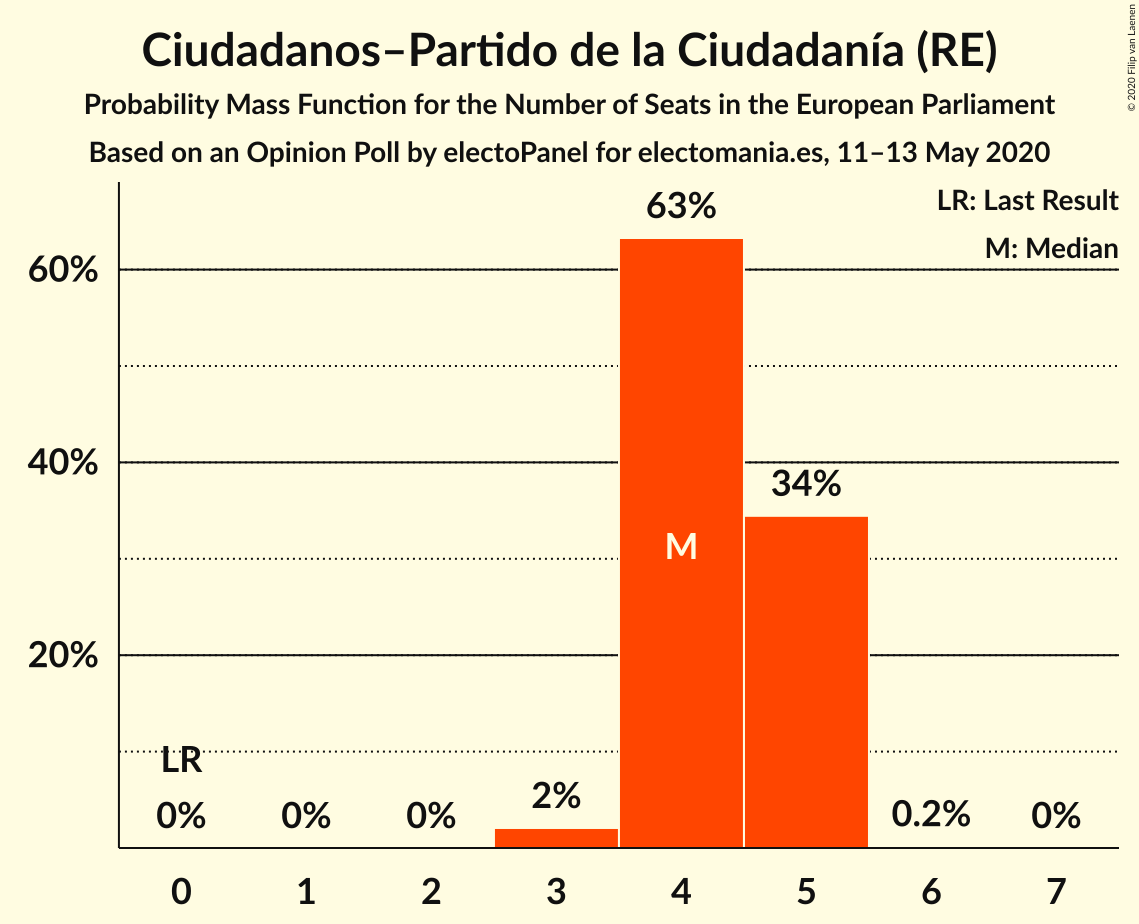 Ciudadanos–Partido de la Ciudadanía (RE)
Probability Mass Function for the Number of Seats in the European Parliament
Based on an Opinion Poll by electoPanel for electomania.es, 11–13 May 2020
© 2020 Filip van Laenen
LR: Last Result
M: Median
63%
60%
40%
34%
M
20%
LR
0%
0%
0%
2%
0.2%
0%
0
1
2
3
4
5
6
7